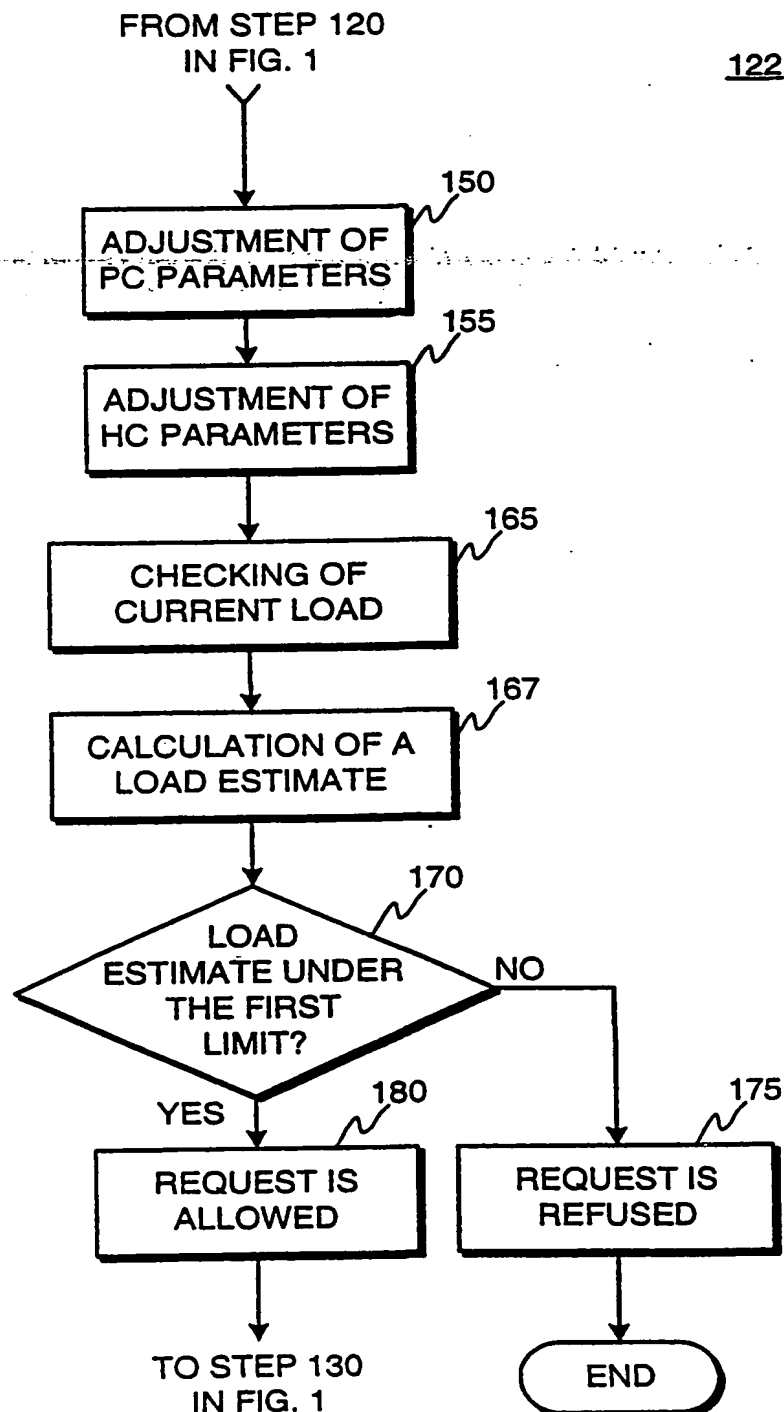 FROM STEP 120
IN FIG. 1
122
150
ADJUSTMENT OF
PC PARAMETERS
155
ADJUSTMENT OF
HC PARAMETERS
165
CHECKING OF
CURRENT LOAD
167
CALCULATION OF A
LOAD ESTIMATE
170
LOAD
ESTIMATE UNDER
THE FIRST
LIMIT?
NO
YES
180
175
REQUEST IS
ALLOWED
REQUEST IS
REFUSED
TO STEP 130
IN FIG. 1
END